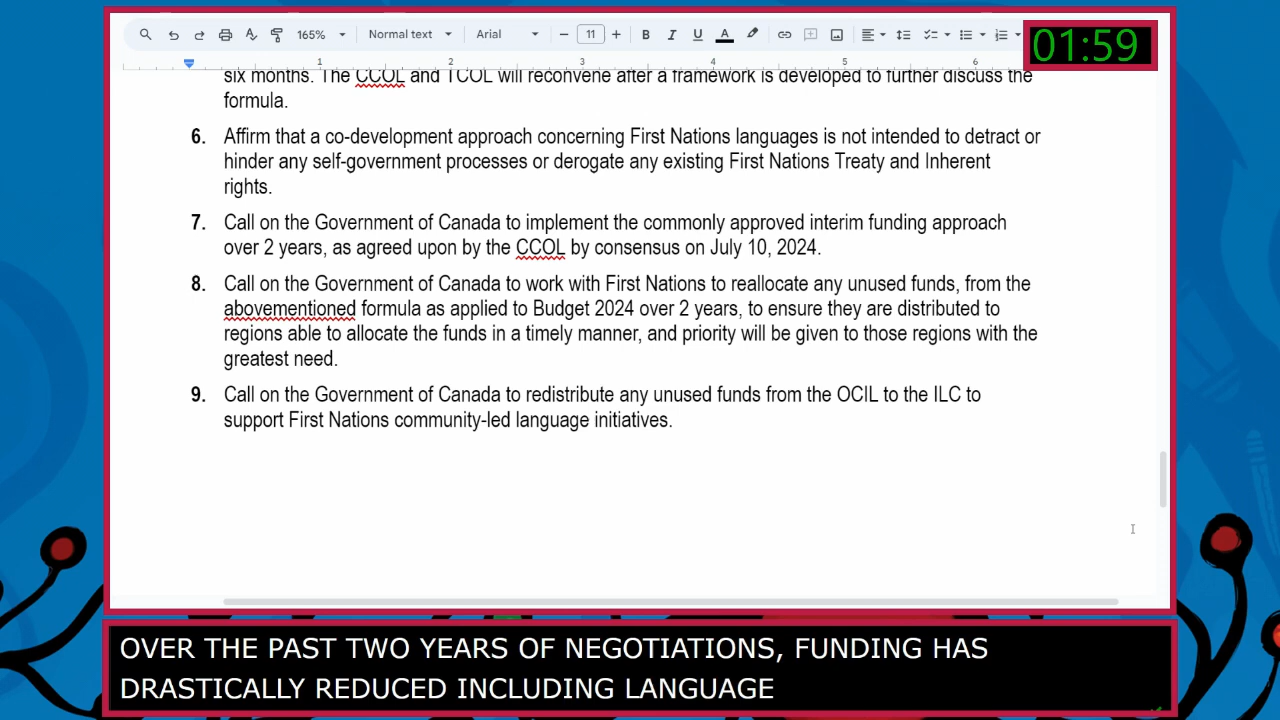 165%
Normal text
Arial
11
B
I
U
A
01:59
1
2
3
4
5
6
six months. The CCOL and TCOL will reconvene after a framework is developed to further discuss the
formula.
6. Affirm that a co-development approach concerning First Nations languages is not intended to detract or
hinder any self-government processes or derogate any existing First Nations Treaty and Inherent
rights.
7. Call on the Government of Canada to implement the commonly approved interim funding approach
over 2 years, as agreed upon by the CCOL by consensus on July 10, 2024.
8. Call on the Government of Canada to work with First Nations to reallocate any unused funds, from the
abovementioned formula as applied to Budget 2024 over 2 years, to ensure they are distributed to
regions able to allocate the funds in a timely manner, and priority will be given to those regions with the
greatest need.
9. Call on the Government of Canada to redistribute any unused funds from the OCIL to the ILC to
support First Nations community-led language initiatives.
OVER THE PAST TWO YEARS OF NEGOTIATIONS, FUNDING HAS
DRASTICALLY REDUCED INCLUDING LANGUAGE